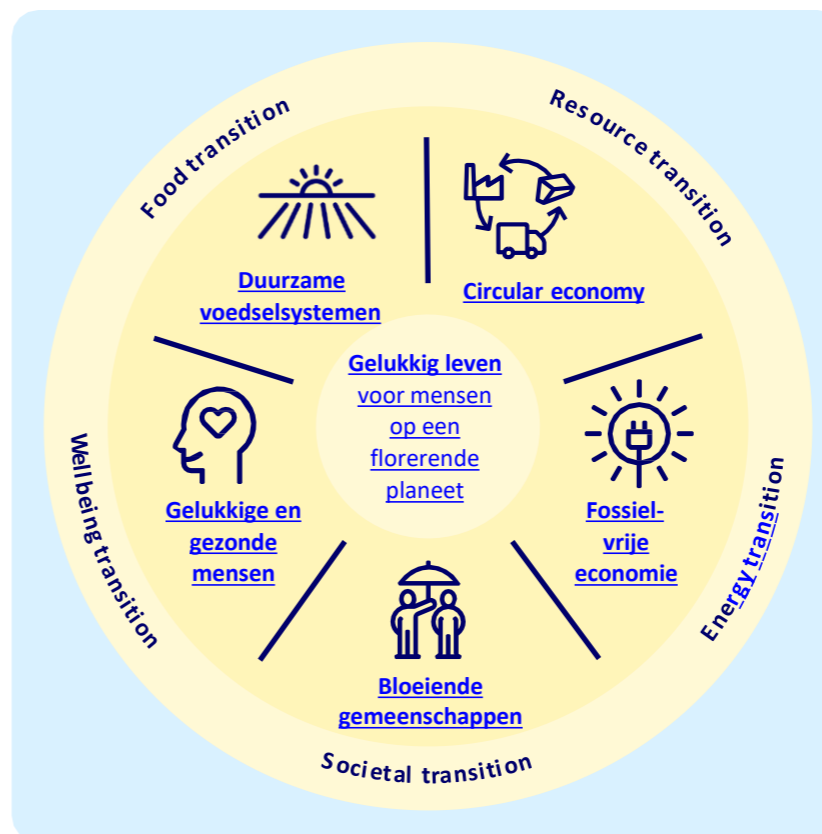 Food transition
Resource transition
Duurzame
voedselsystemen
Circular economy
Gelukkig leven
voor mensen
op een
florerende
planeet
Wellbeing transition
Gelukkige en
gezonde
mensen
Fossiel-
vrije
economie
Energy transition
Bloeiende
gemeenschappen
Societal transition